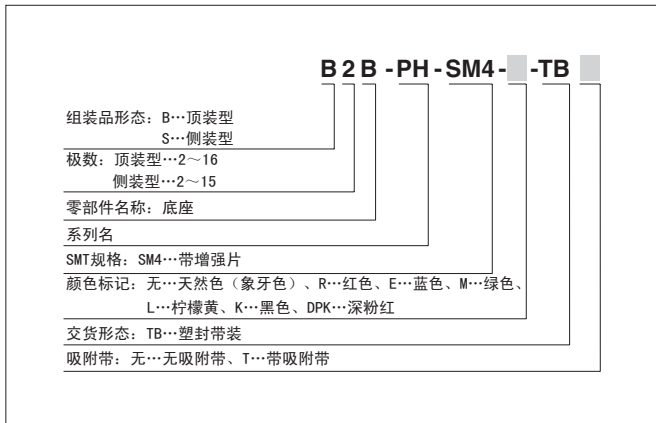 B 2 B -PH-SM4- -TB
组装品形态：B…顶装型
S…侧装型
极数：顶装型…2～16
侧装型…2～15
零部件名称：底座
系列名
SMT规格：SM4…带增强片
颜色标记：无…天然色（象牙色）、R…红色、E…蓝色、M…绿色、
L…柠檬黄、K…黑色、DPK…深粉红
交货形态：TB…塑封带装
吸附带：无…无吸附带、T…带吸附带